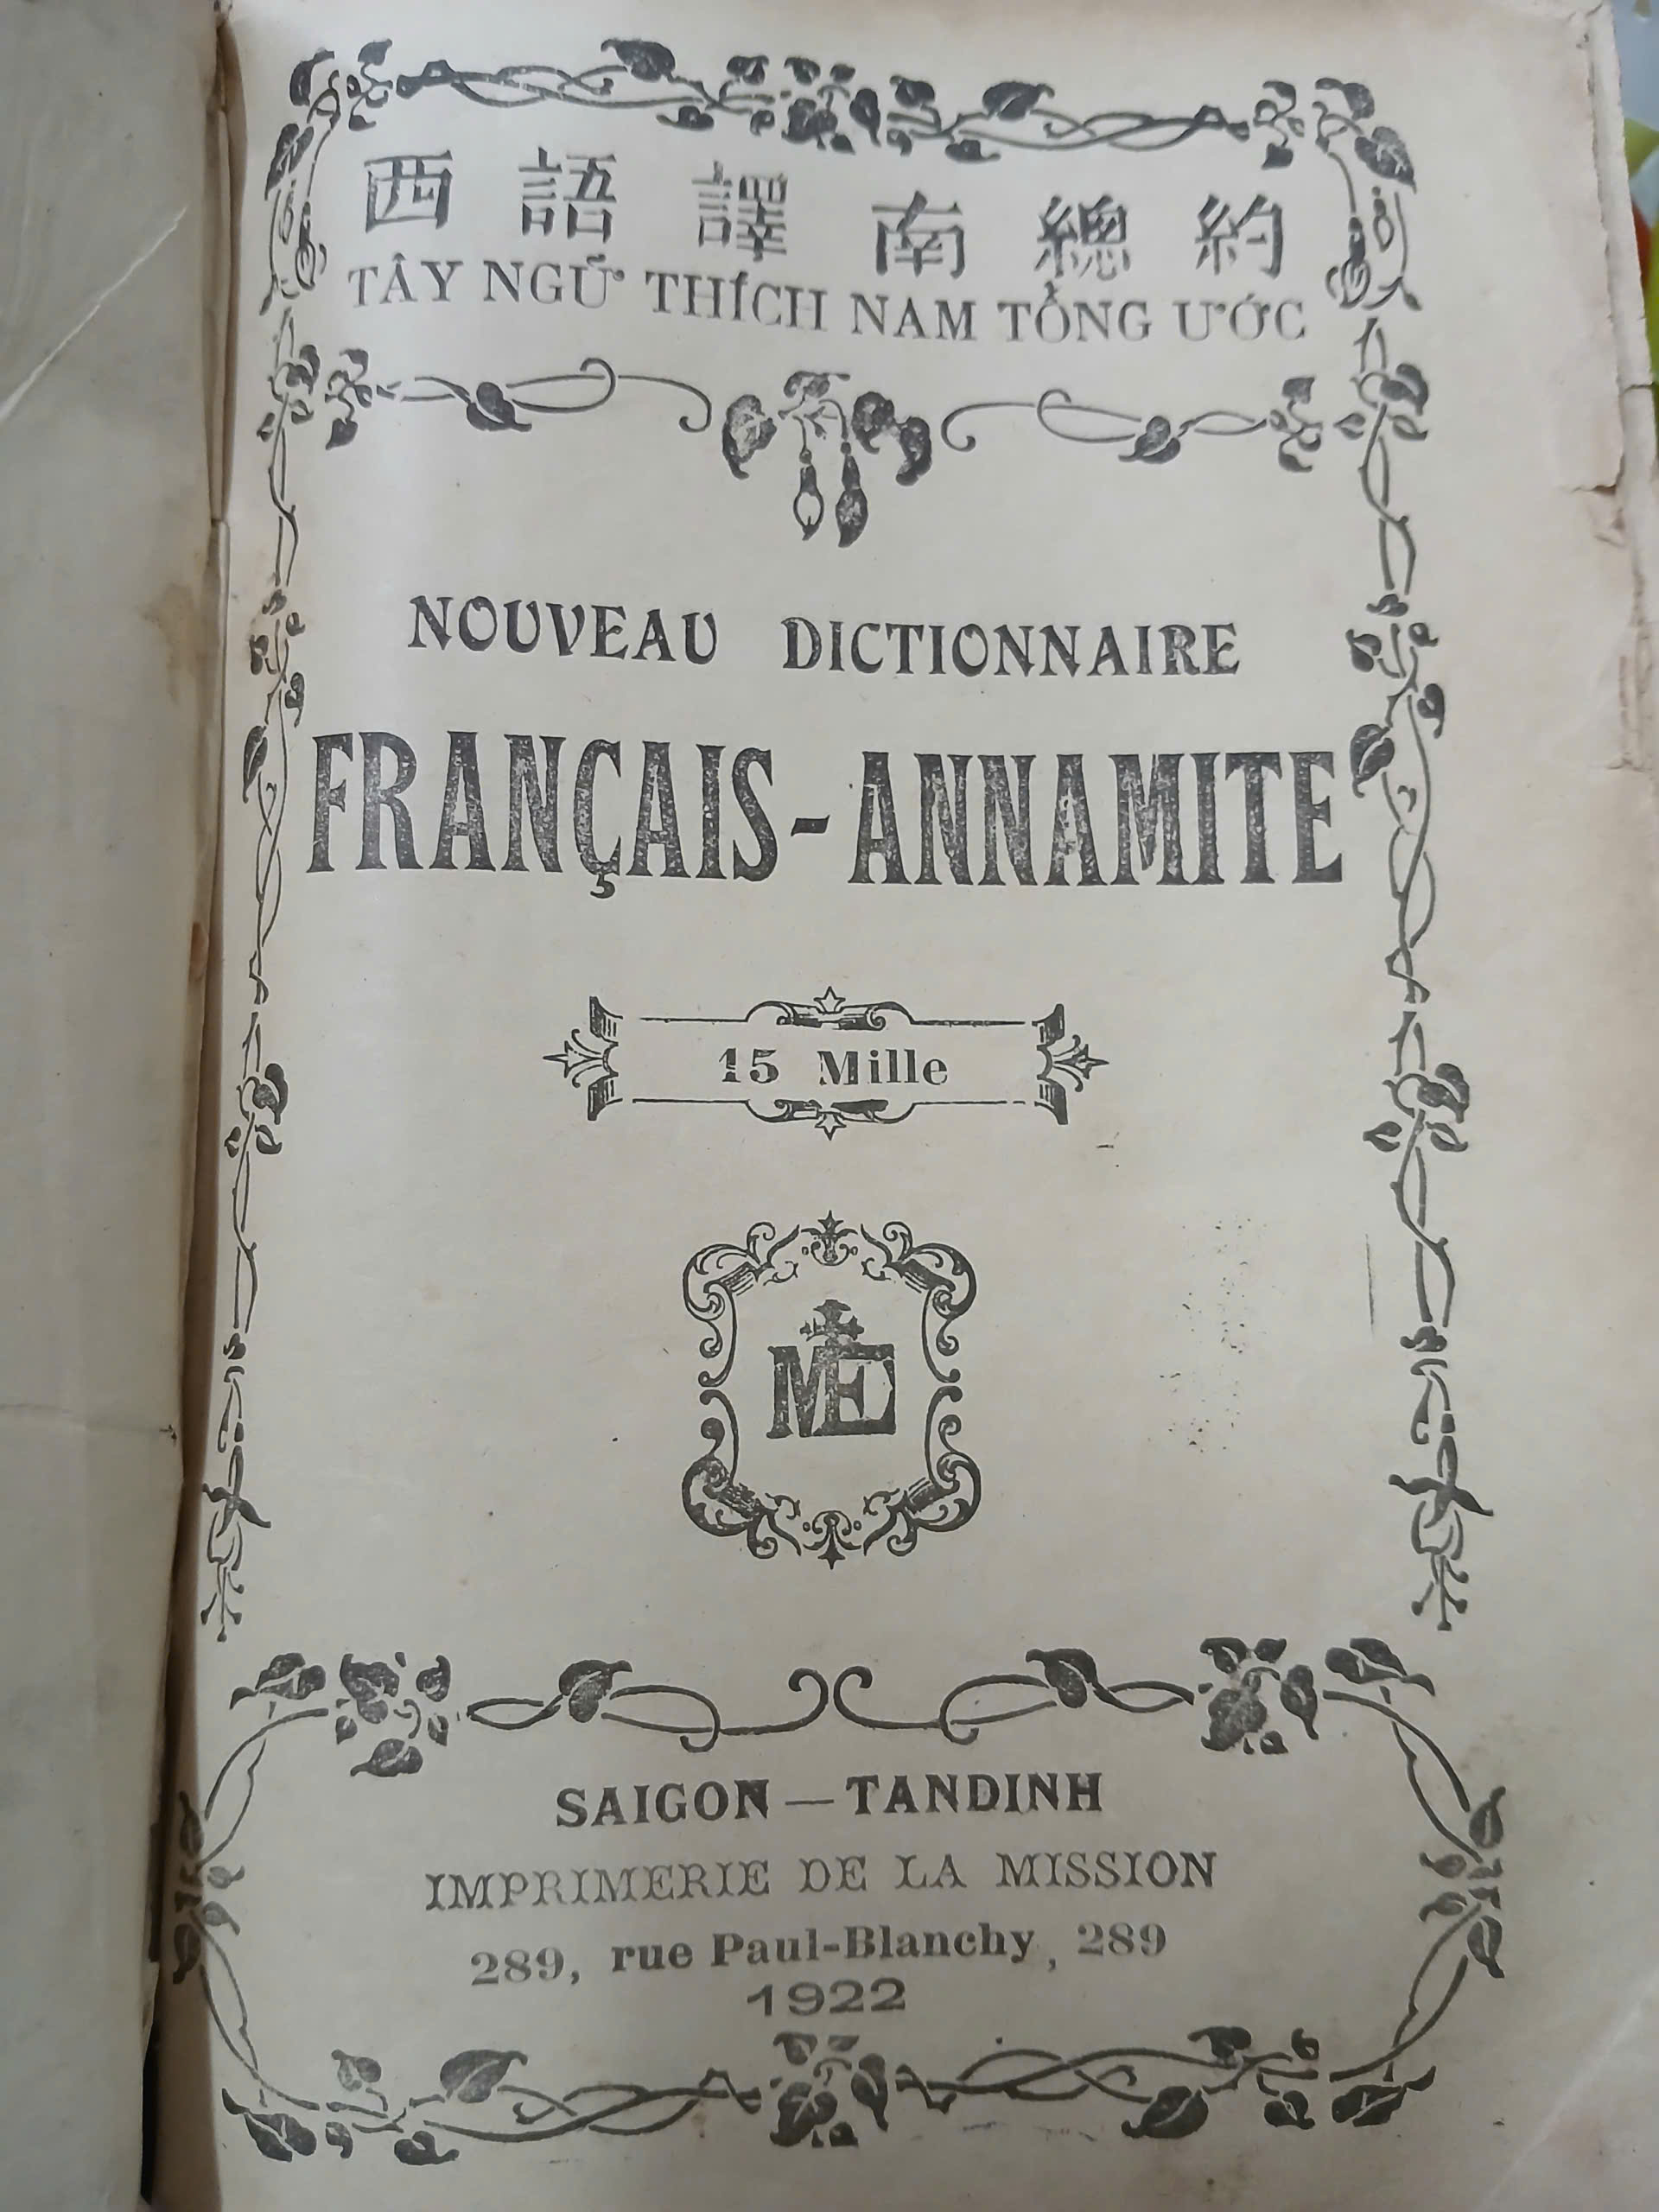 西 語 譯 南 總 約
TÂY NGỮ THÍCH NAM TỔNG ƯỚC
NOUVEAU DICTIONNAIRE
FRANÇAIS-ANNAMITE
15 Mille
ME
SAIGON — TANDINH
IMPRIMERIE DE LA MISSION
289, rue Paul-Blanchy, 289
1922